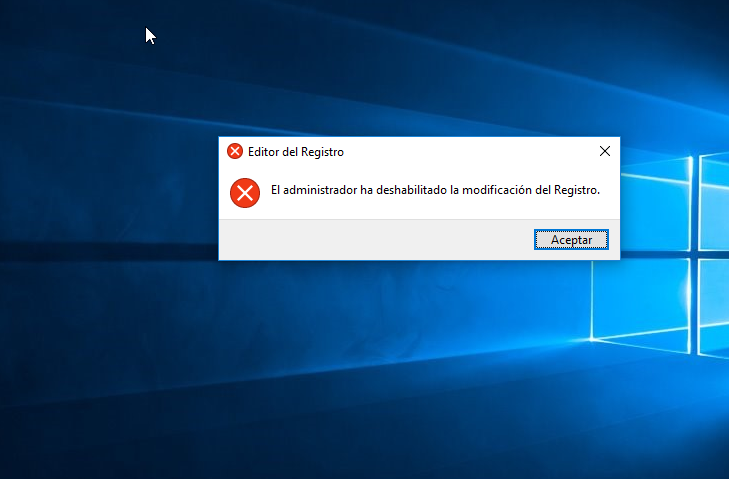 Editor del Registro
El administrador ha deshabilitado la modificación del Registro.
Aceptar